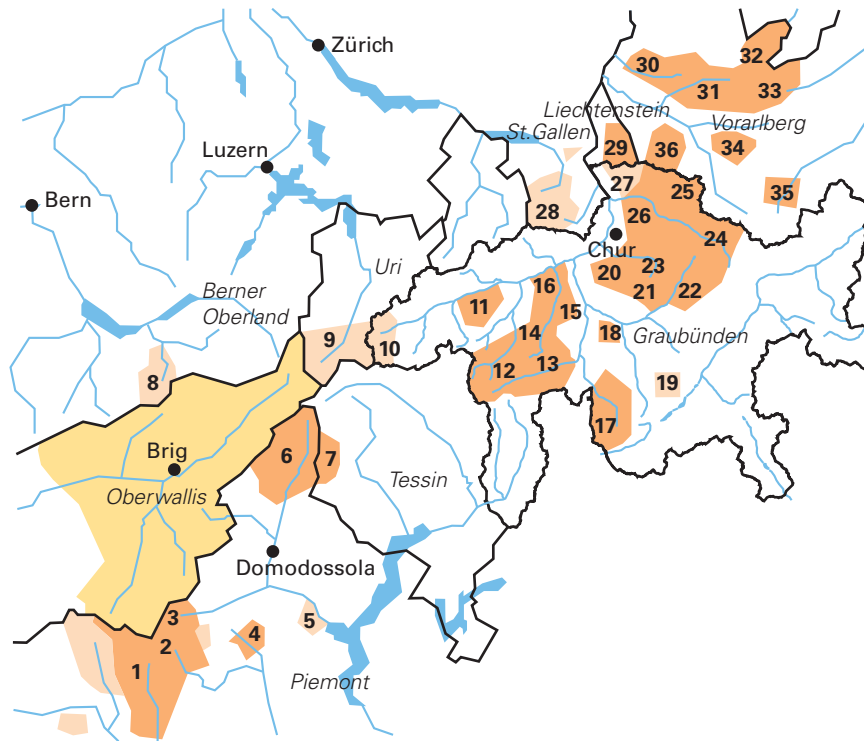 Zürich
Luzern
Bern
Berner
Oberland
Uri
St.Gallen
Liechtenstein
Vorarlberg
Chur
Graubünden
Brig
Oberwallis
Tessin
Domodossola
Piemont
30
32
31
33
29
36
34
35
27
25
28
26
24
20
23
21
22
16
11
15
14
18
9
10
12
13
19
8
17
6
7
3
5
4
2
1